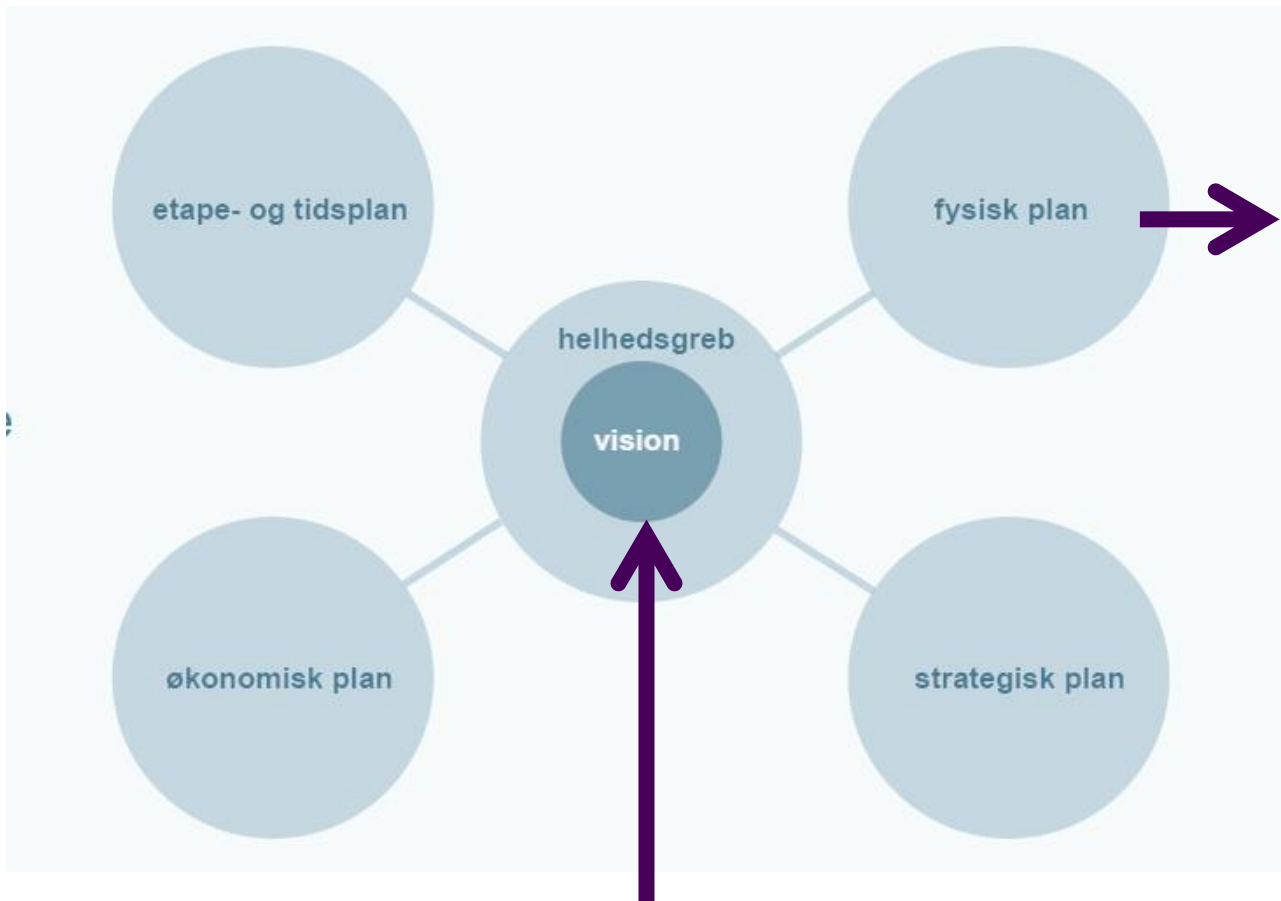 etape- og tidsplan
fysisk plan
helhedsgreb
vision
økonomisk plan
strategisk plan